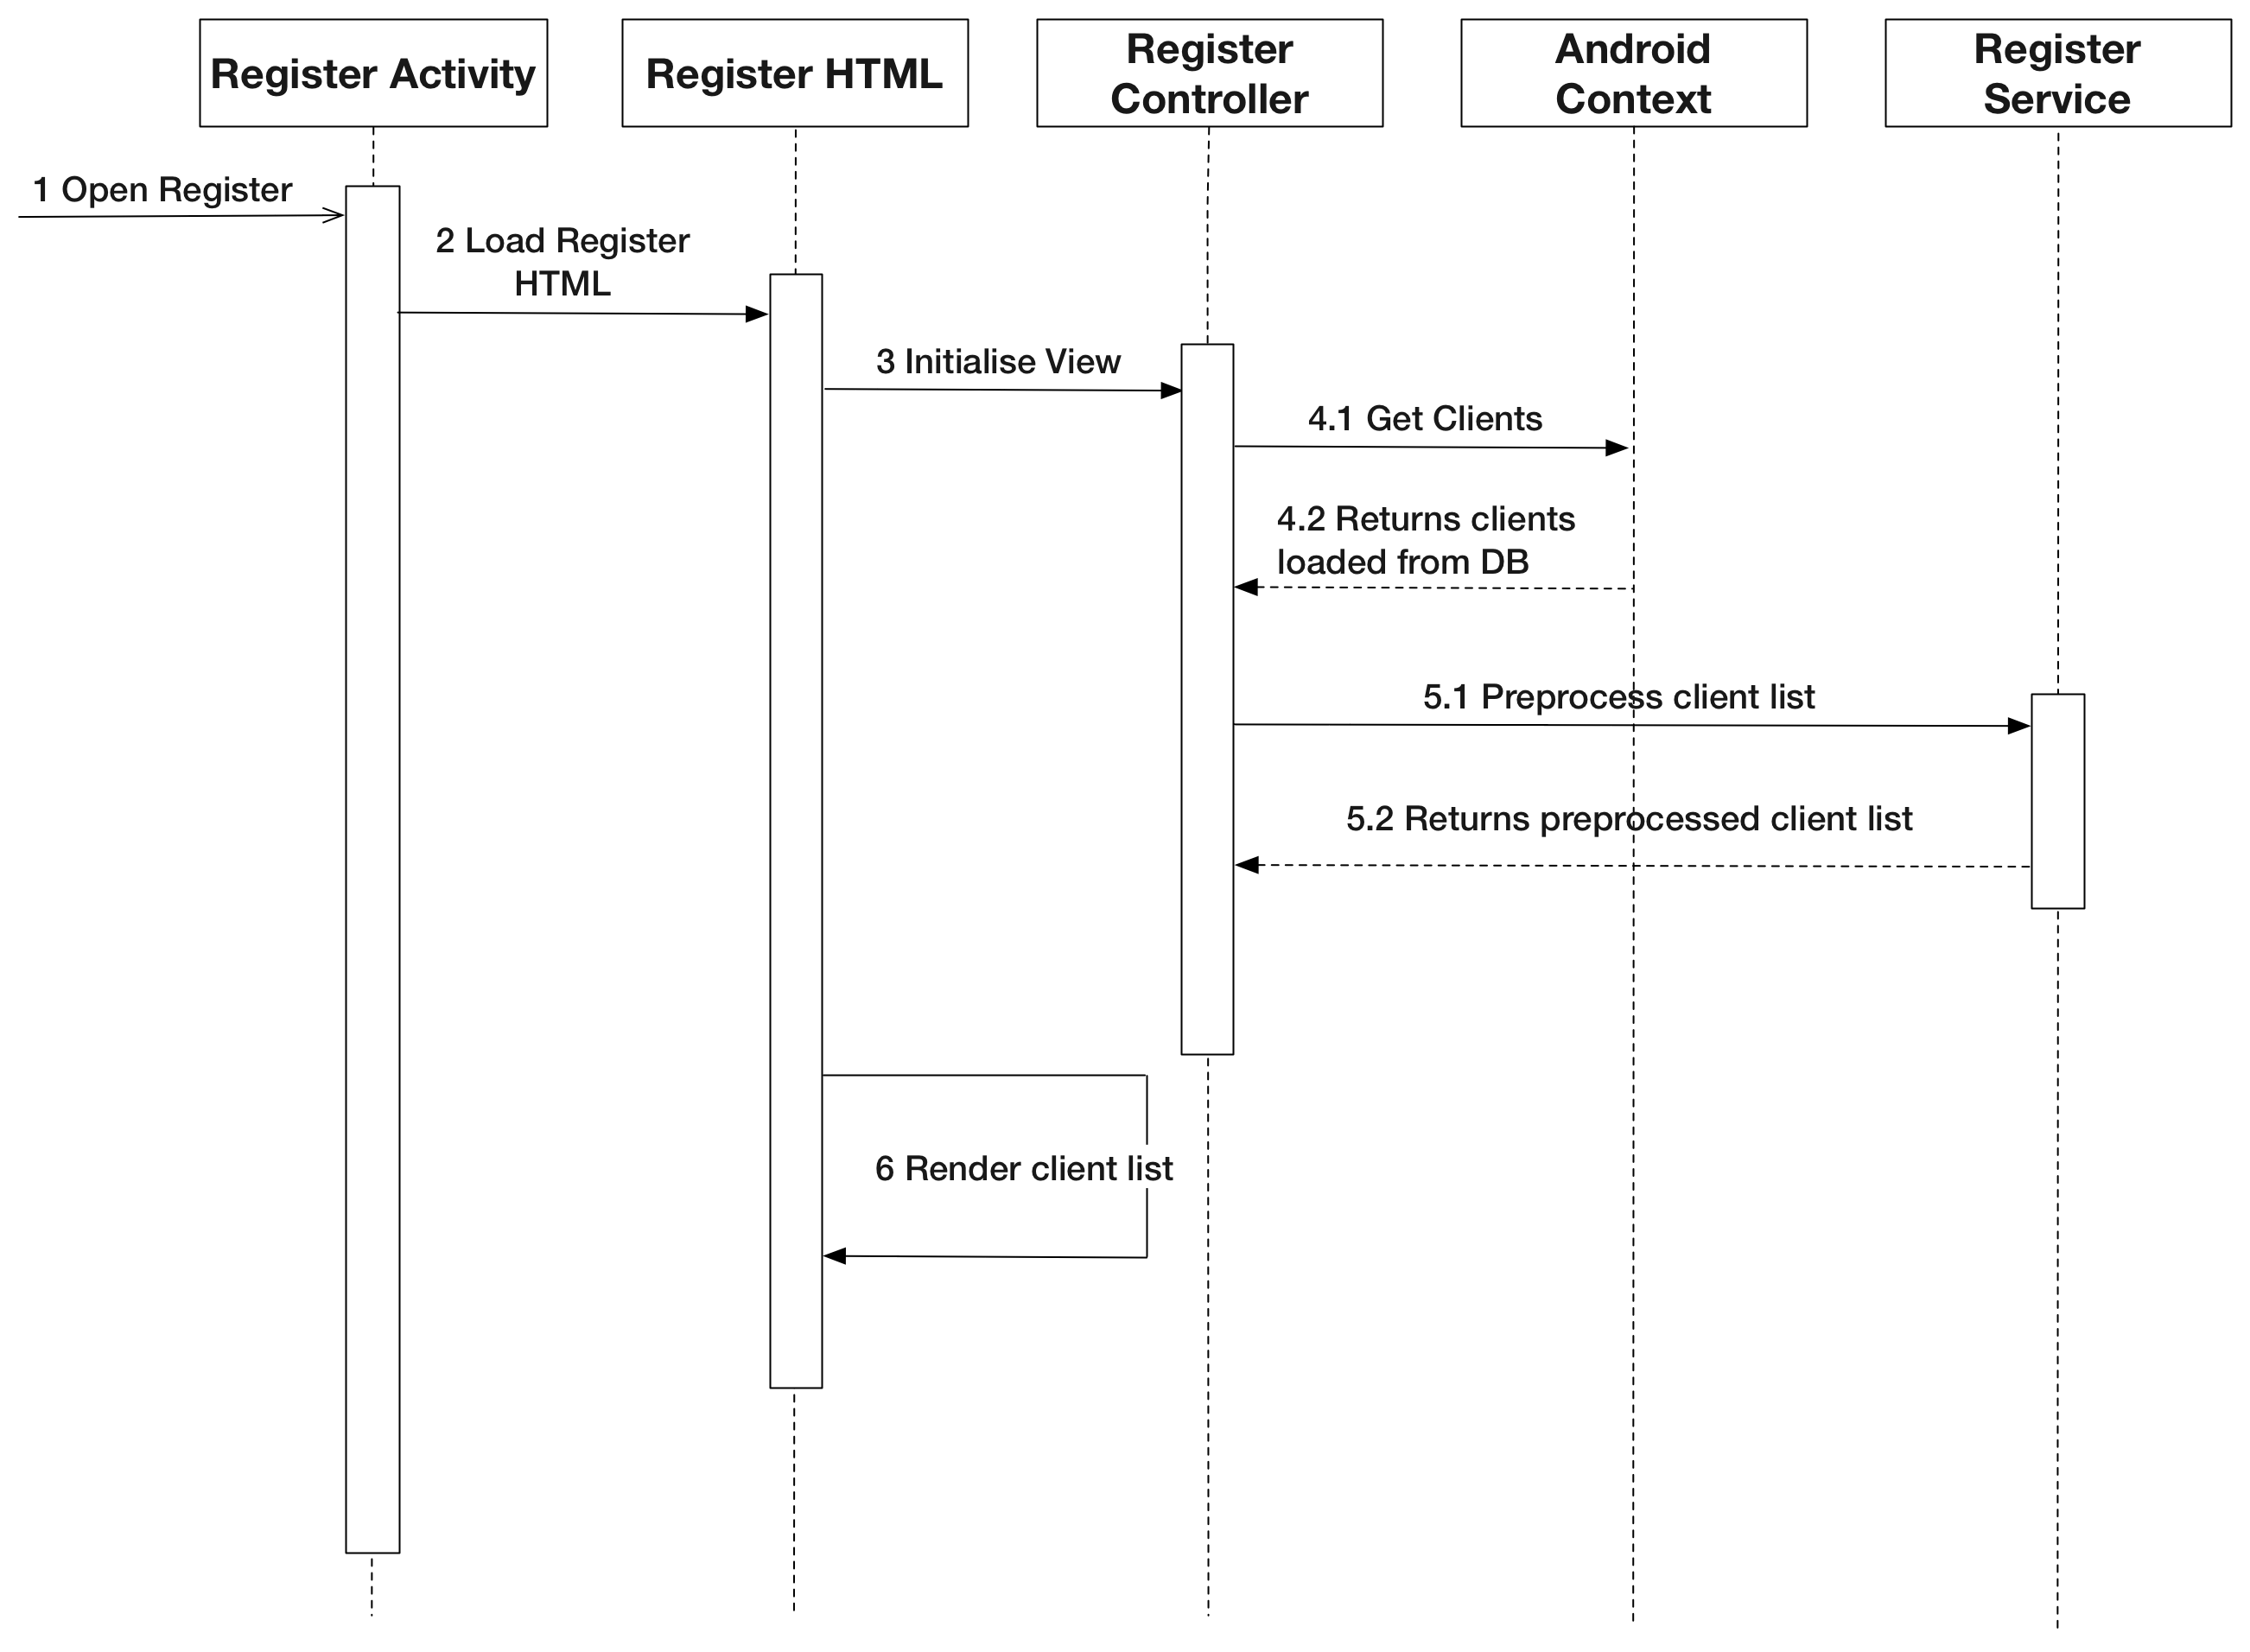 Register Activity
Register HTML
Register
Controller
Android
Context
Register
Service
1 Open Register
2 Load Register
HTML
3 Initialise View
4.1 Get Clients
4.2 Returns clients
loaded from DB
5.1 Preprocess client list
5.2 Returns preprocessed client list
6 Render client list